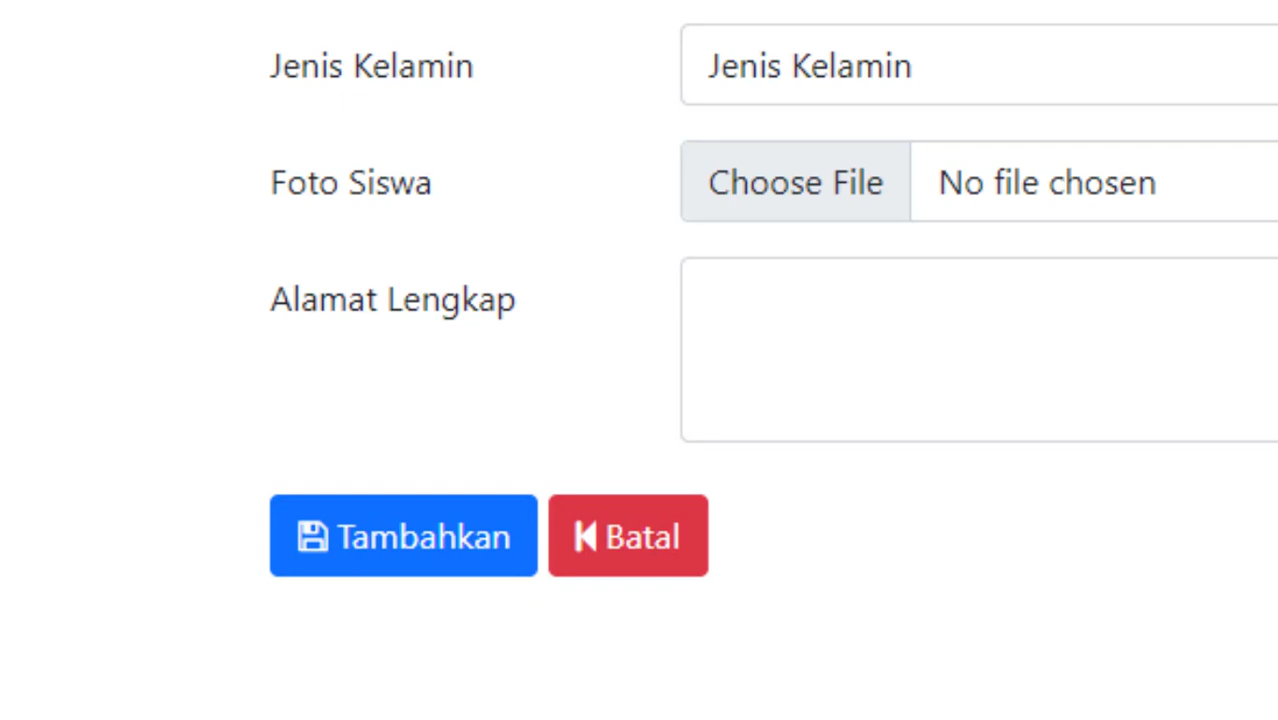 Jenis Kelamin Jenis Kelamin
Foto Siswa Choose File No file chosen
Alamat Lengkap
Tambahkan Batal